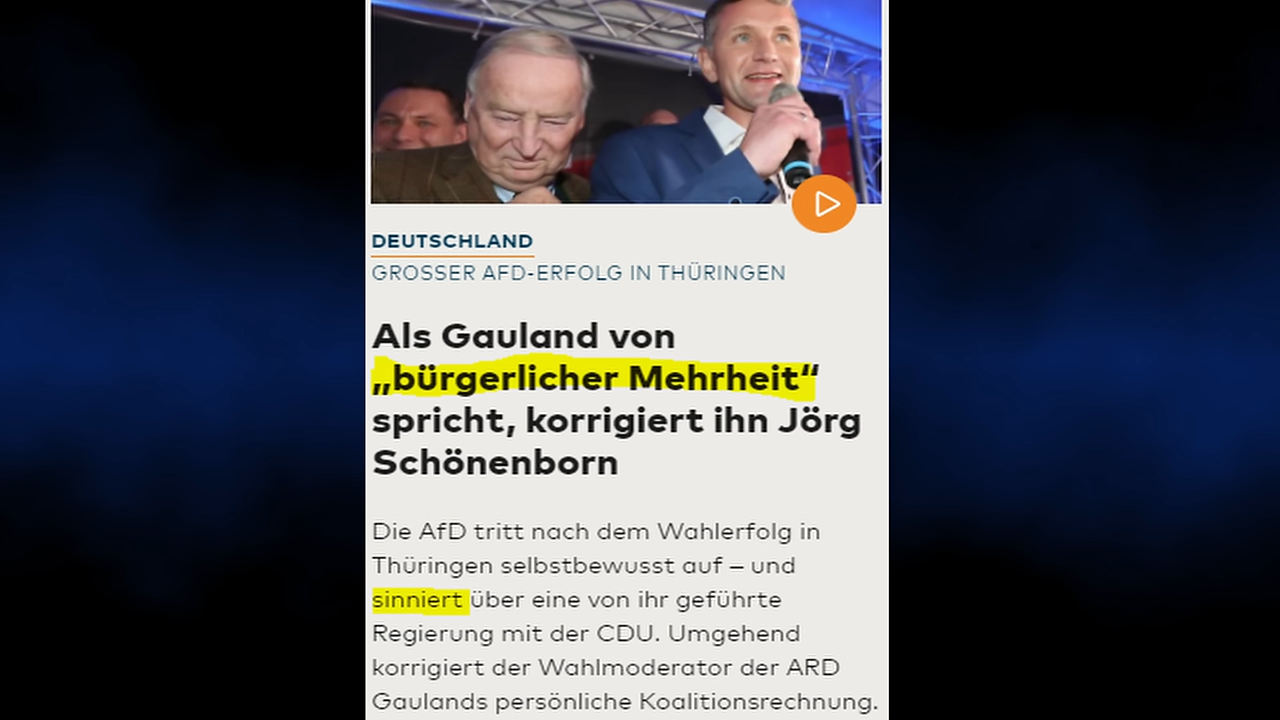 DEUTSCHLAND
GROSSER AFD-ERFOLG IN THÜRINGEN
Als Gauland von
„bürgerlicher Mehrheit“
spricht, korrigiert ihn Jörg
Schönenborn
Die AfD tritt nach dem Wahlerfolg in
Thüringen selbstbewusst auf – und
sinniert über eine von ihr geführte
Regierung mit der CDU. Umgehend
korrigiert der Wahlmoderator der ARD
Gaulands persönliche Koalitionsrechnung.